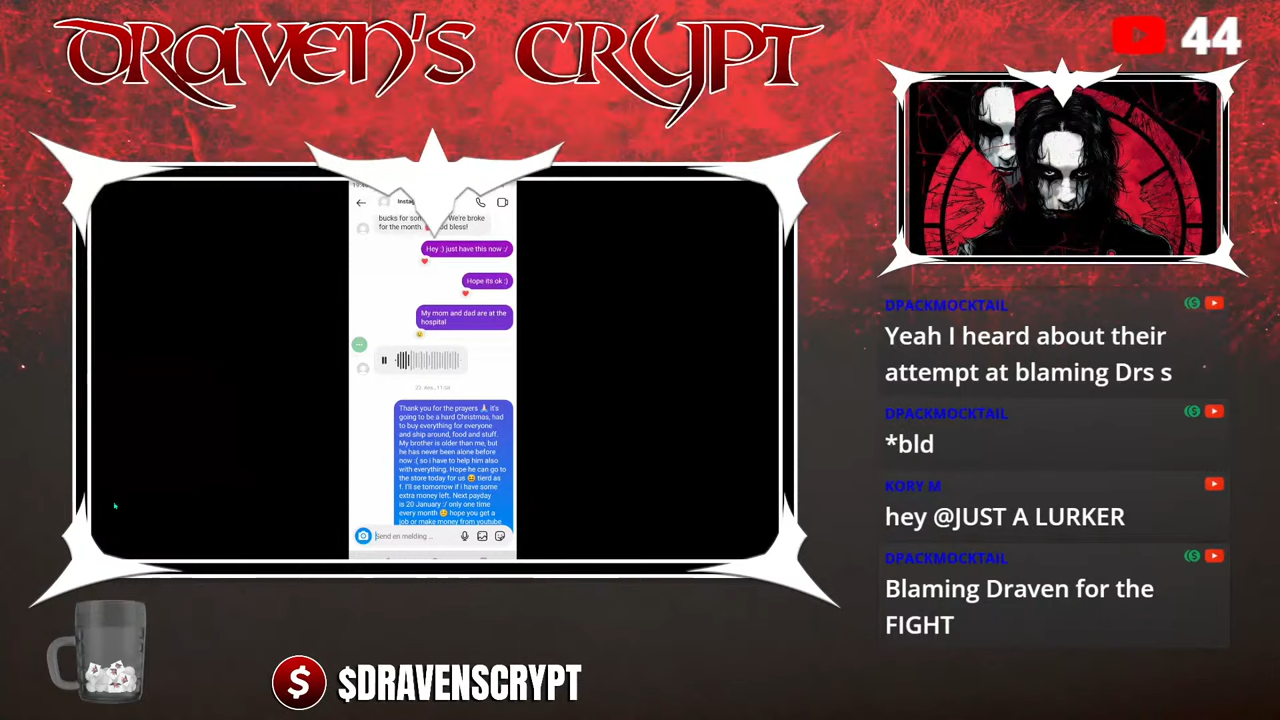 DRAVEN'S CRYPT
44
bucks for
We're broke
for the month.
bless!
Hey :) just have this now :/
Hope its ok :)
My mom and dad are at the
hospital
Thank you for the prayers 🙏 it's
going to be a hard Christmas, had
to buy everything for everyone
and ship around, food and stuff.
My brother is older than me, but
he has never been alone before
now :( so i have to help him also
with everything. Hope he can go to
the store today for us 😆 tierd as
f. I'll se tomorrow if i have some
extra money left. Next payday
is 20 January :/ only one time
every month ☺️ hope you get a
job or make money from youtube
Send en melding ...
DPACKMOCKTAIL
Yeah I heard about their
attempt at blaming Drs s
DPACKMOCKTAIL
*bld
KORY M
hey @JUST A LURKER
DPACKMOCKTAIL
Blaming Draven for the
FIGHT
$ $DRAVENSCRYPT